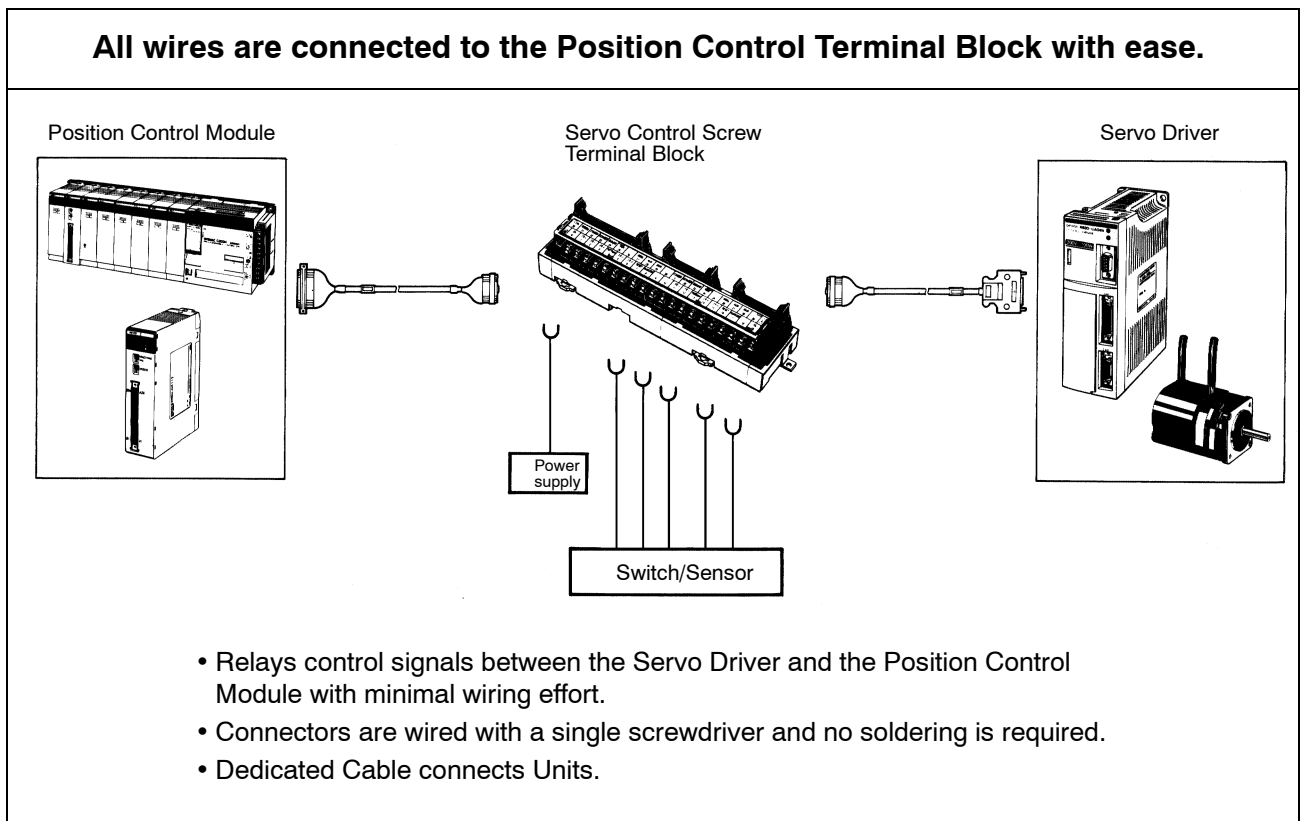 All wires are connected to the Position Control Terminal Block with ease.
Position Control Module
Servo Control Screw
Terminal Block
Servo Driver
Power
supply
Switch/Sensor
• Relays control signals between the Servo Driver and the Position Control
Module with minimal wiring effort.
• Connectors are wired with a single screwdriver and no soldering is required.
• Dedicated Cable connects Units.